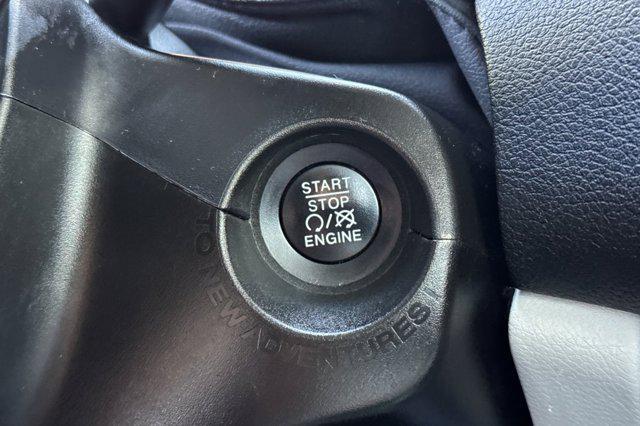 START
STOP
ENGINE
TO NEW ADVENTURES!